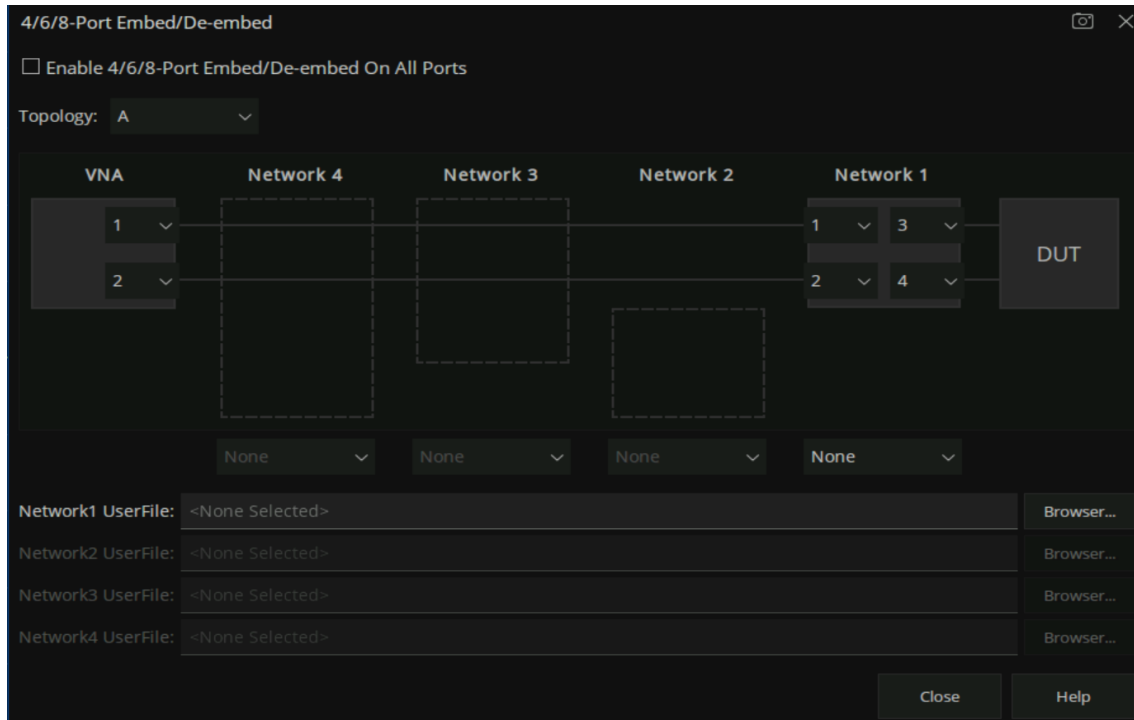 4/6/8-Port Embed/De-embed
Enable 4/6/8-Port Embed/De-embed On All Ports
Topology: A
VNA Network 4 Network 3 Network 2 Network 1
1 1 3
DUT
2 2 4
None None None None
Network1 UserFile: <None Selected> Browser...
Network2 UserFile: <None Selected> Browser...
Network3 UserFile: <None Selected> Browser...
Network4 UserFile: <None Selected> Browser...
Close Help